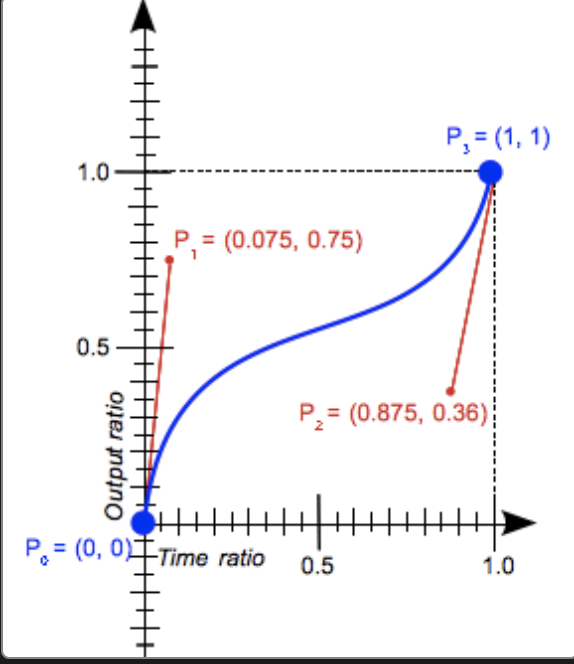 P₃ = (1, 1)
1.0
P₁ = (0.075, 0.75)
0.5
P₂ = (0.875, 0.36)
Output ratio
P₀ = (0, 0)
Time ratio
0.5
1.0